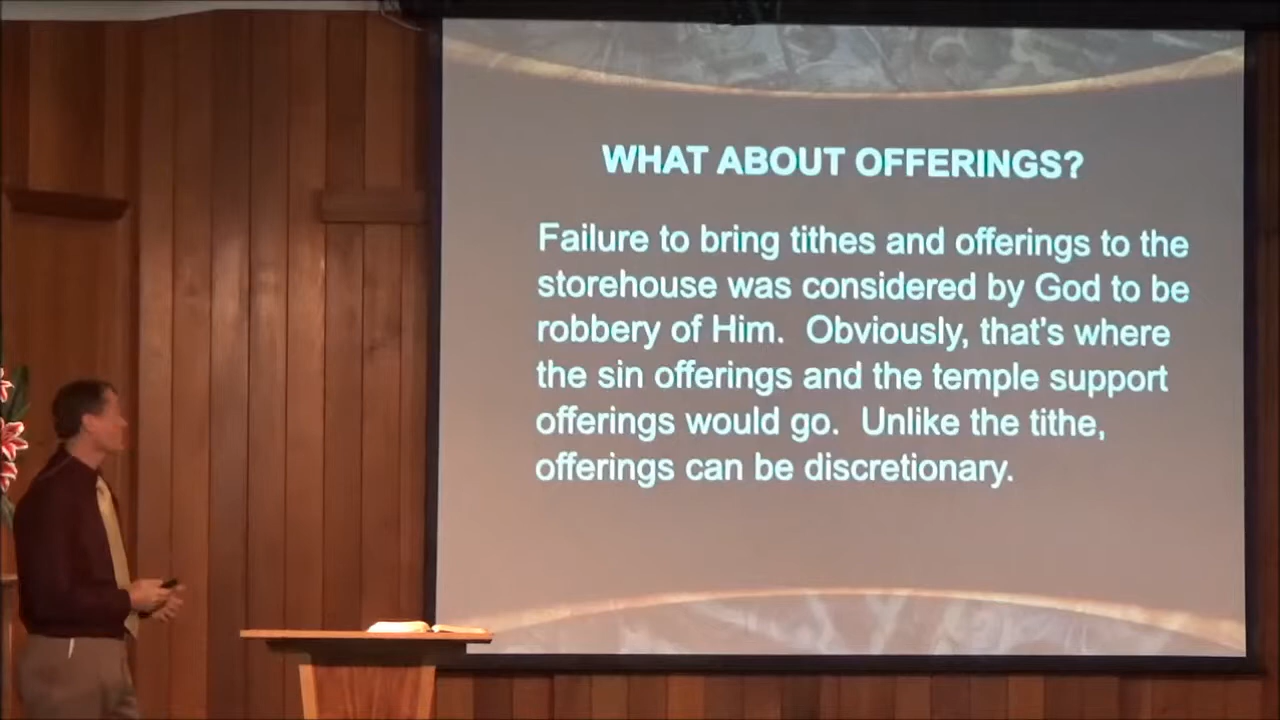 WHAT ABOUT OFFERINGS?
Failure to bring tithes and offerings to the
storehouse was considered by God to be
robbery of Him.  Obviously, that's where
the sin offerings and the temple support
offerings would go.  Unlike the tithe,
offerings can be discretionary.